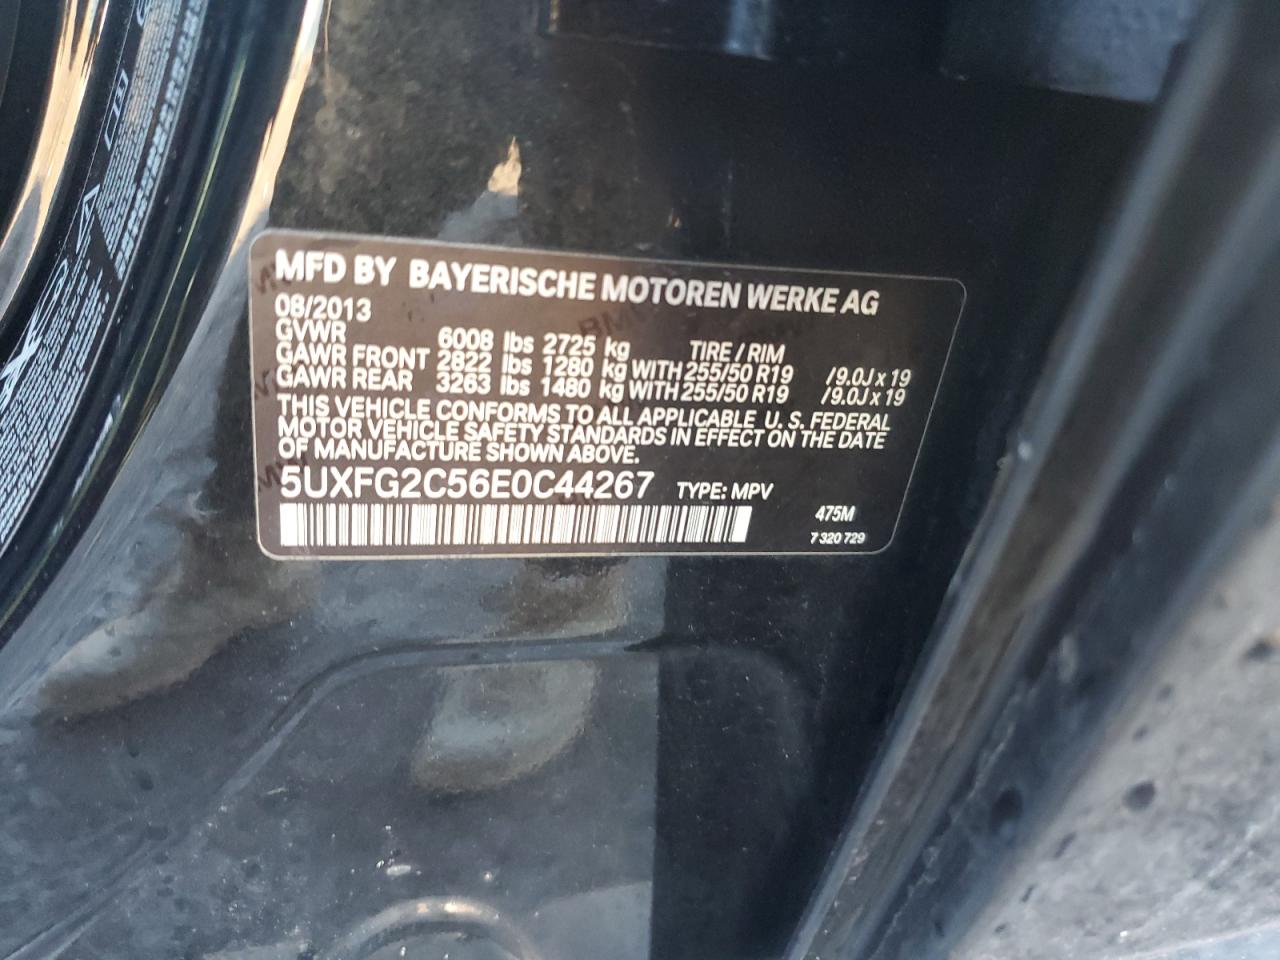 MFD BY BAYERISCHE MOTOREN WERKE AG
08/2013
GVWR 6008 lbs 2725 kg TIRE / RIM
GAWR FRONT 2822 lbs 1280 kg WITH 255/50 R19 /9.0J x 19
GAWR REAR 3263 lbs 1480 kg WITH 255/50 R19 /9.0J x 19
THIS VEHICLE CONFORMS TO ALL APPLICABLE U. S. FEDERAL
MOTOR VEHICLE SAFETY STANDARDS IN EFFECT ON THE DATE
OF MANUFACTURE SHOWN ABOVE.
5UXFG2C56E0C44267 TYPE: MPV
475M
7 320 729